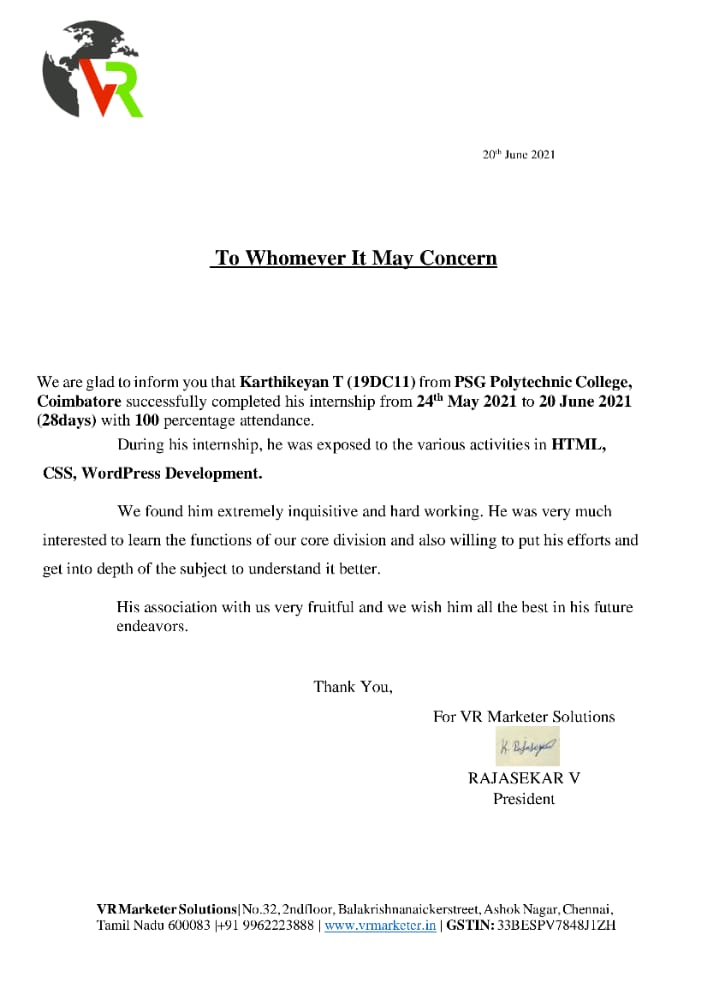 VR
20th June 2021
To Whomever It May Concern
We are glad to inform you that Karthikeyan T (19DC11) from PSG Polytechnic College,
Coimbatore successfully completed his internship from 24th May 2021 to 20 June 2021
(28days) with 100 percentage attendance.
During his internship, he was exposed to the various activities in HTML,
CSS, WordPress Development.
We found him extremely inquisitive and hard working. He was very much
interested to learn the functions of our core division and also willing to put his efforts and
get into depth of the subject to understand it better.
His association with us very fruitful and we wish him all the best in his future
endeavors.
Thank You,
For VR Marketer Solutions
RAJASEKAR V
President
VR Marketer Solutions|No.32, 2ndfloor, Balakrishnanaickerstreet, Ashok Nagar, Chennai,
Tamil Nadu 600083 |+91 9962223888 | www.vrmarketer.in | GSTIN: 33BESPV7848J1ZH